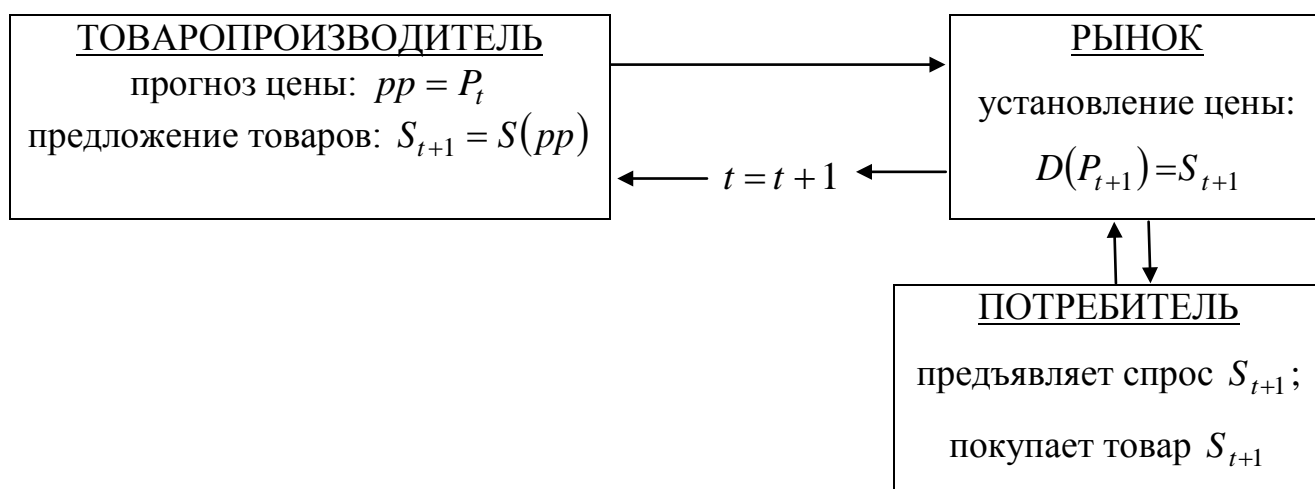 ТОВАРОПРОИЗВОДИТЕЛЬ
прогноз цены: pp = P_t
предложение товаров: S_{t+1} = S(pp)
РЫНОК
установление цены:
D(P_{t+1})=S_{t+1}
t = t + 1
ПОТРЕБИТЕЛЬ
предъявляет спрос S_{t+1};
покупает товар S_{t+1}